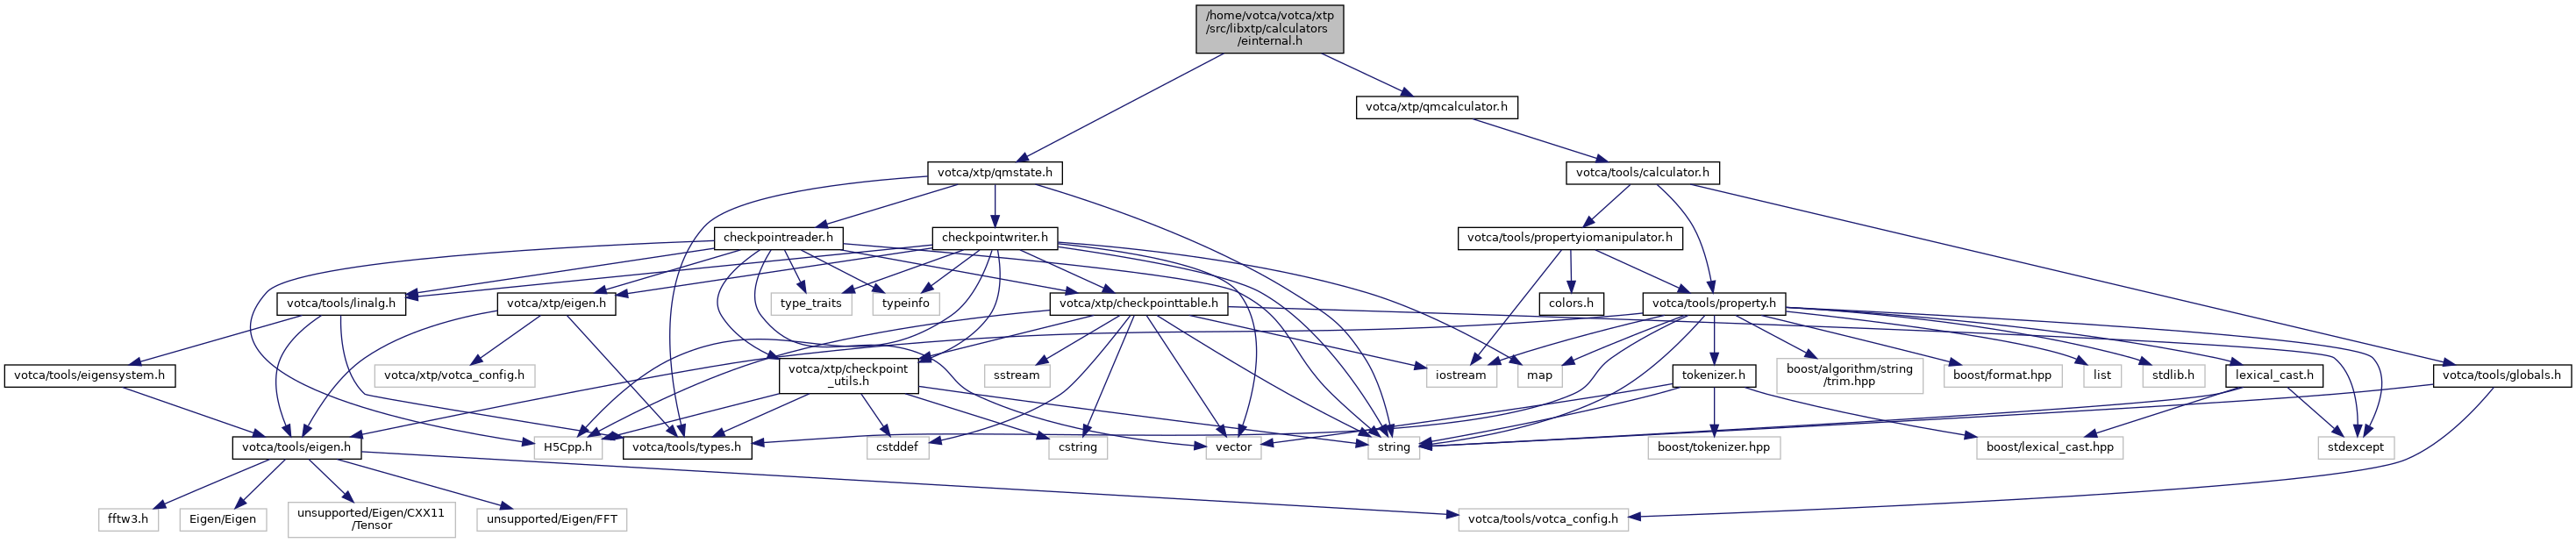 /home/votca/votca/xtp
/src/libxtp/calculators
/einternal.h
votca/xtp/qmcalculator.h
votca/xtp/qmstate.h
votca/tools/calculator.h
checkpointreader.h
checkpointwriter.h
votca/tools/propertyiomanipulator.h
votca/tools/linalg.h
votca/xtp/eigen.h
type_traits
typeinfo
votca/xtp/checkpointtable.h
colors.h
votca/tools/property.h
votca/tools/eigensystem.h
votca/xtp/votca_config.h
votca/xtp/checkpoint
_utils.h
sstream
iostream
map
tokenizer.h
boost/algorithm/string
/trim.hpp
boost/format.hpp
list
stdlib.h
lexical_cast.h
votca/tools/globals.h
votca/tools/eigen.h
H5Cpp.h
votca/tools/types.h
cstddef
cstring
vector
string
boost/tokenizer.hpp
boost/lexical_cast.hpp
stdexcept
fftw3.h
Eigen/Eigen
unsupported/Eigen/CXX11
/Tensor
unsupported/Eigen/FFT
votca/tools/votca_config.h